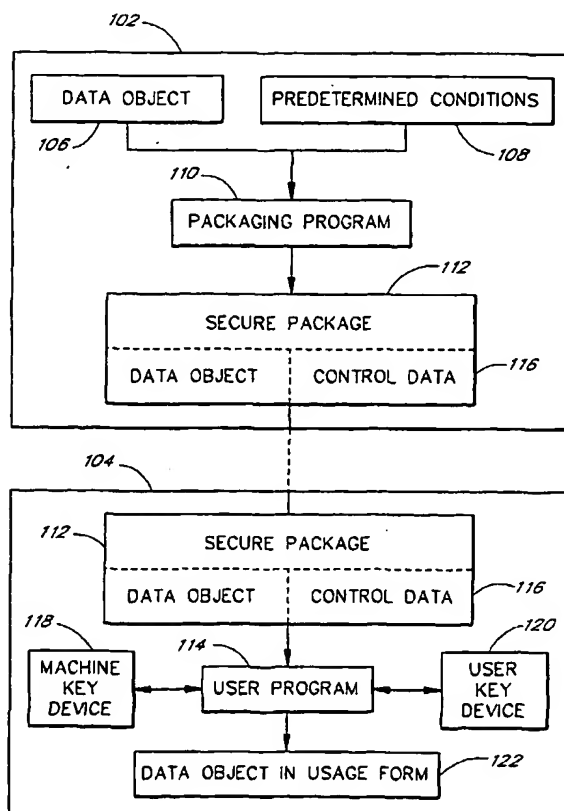 102
DATA OBJECT
PREDETERMINED CONDITIONS
106
108
110
PACKAGING PROGRAM
112
SECURE PACKAGE
DATA OBJECT
CONTROL DATA
116
104
112
SECURE PACKAGE
DATA OBJECT
CONTROL DATA
116
118
114
120
MACHINE
KEY
DEVICE
USER PROGRAM
USER
KEY
DEVICE
DATA OBJECT IN USAGE FORM
122